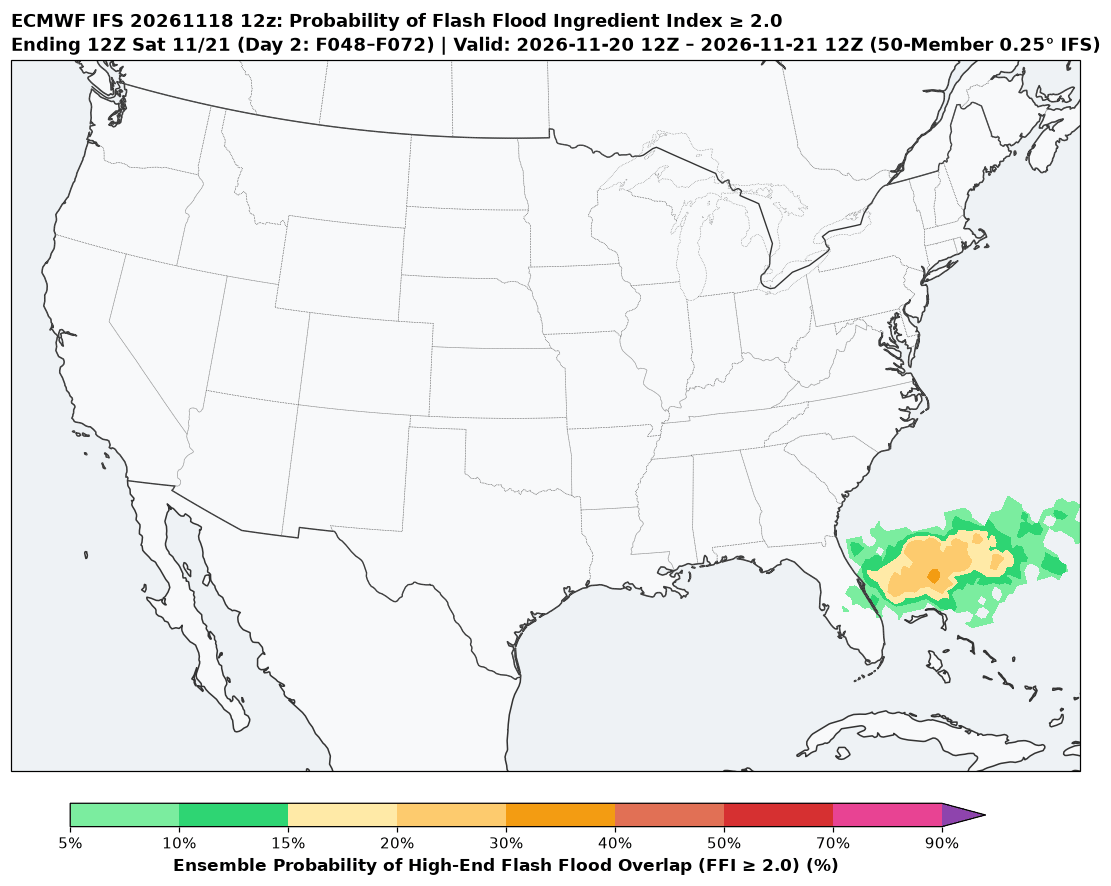 ECMWF IFS 20261118 12z: Probability of Flash Flood Ingredient Index ≥ 2.0
Ending 12Z Sat 11/21 (Day 2: F048–F072) | Valid: 2026-11-20 12Z – 2026-11-21 12Z (50-Member 0.25° IFS)
5% 10% 15% 20% 30% 40% 50% 70% 90%
Ensemble Probability of High-End Flash Flood Overlap (FFI ≥ 2.0) (%)